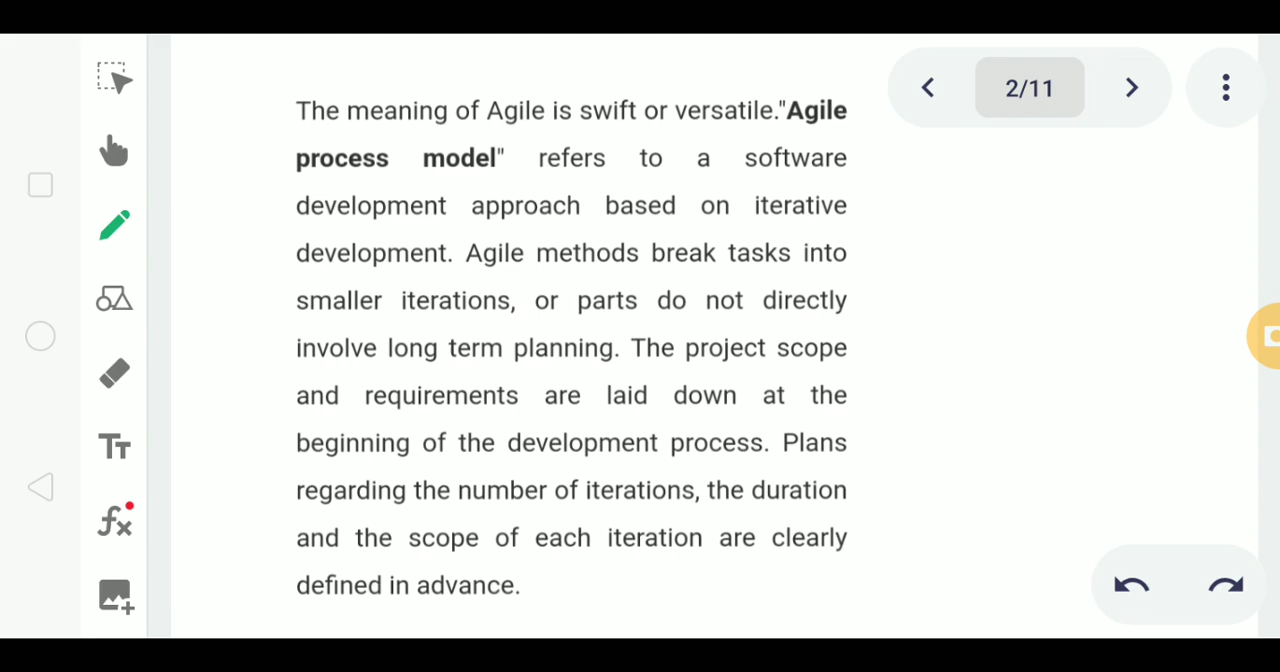 2/11
The meaning of Agile is swift or versatile."Agile
process model" refers to a software
development approach based on iterative
development. Agile methods break tasks into
smaller iterations, or parts do not directly
involve long term planning. The project scope
and requirements are laid down at the
beginning of the development process. Plans
regarding the number of iterations, the duration
and the scope of each iteration are clearly
defined in advance.
TT
fx